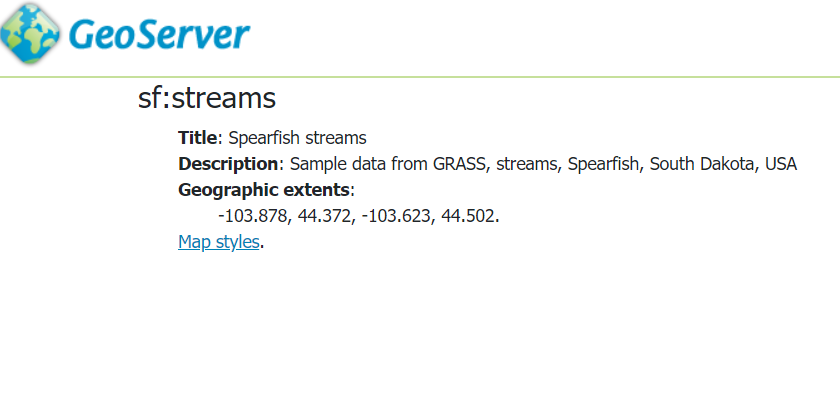 GeoServer
sf:streams
Title: Spearfish streams
Description: Sample data from GRASS, streams, Spearfish, South Dakota, USA
Geographic extents:
-103.878, 44.372, -103.623, 44.502.
Map styles.